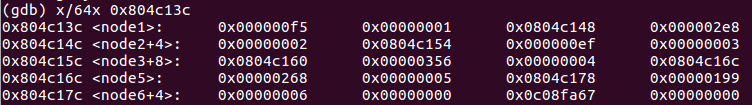 (gdb) x/64x 0x804c13c
0x804c13c <node1>: 0x000000f5 0x00000001 0x0804c148 0x000002e8
0x804c14c <node2+4>: 0x00000002 0x0804c154 0x000000ef 0x00000003
0x804c15c <node3+8>: 0x0804c160 0x00000356 0x00000004 0x0804c16c
0x804c16c <node5>: 0x00000268 0x00000005 0x0804c178 0x00000199
0x804c17c <node6+4>: 0x00000006 0x00000000 0x0c08fa67 0x00000000